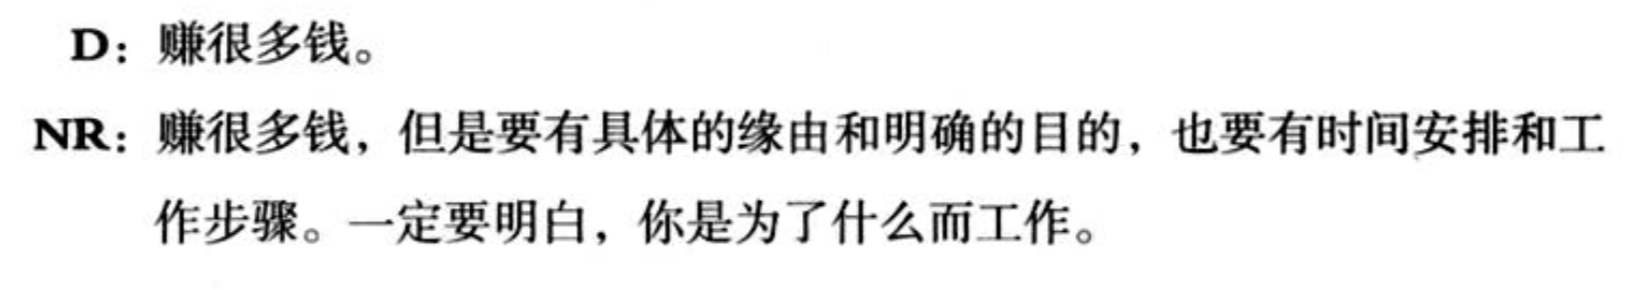 D：赚很多钱。
NR：赚很多钱，但是要有具体的缘由和明确的目的，也要有时间安排和工
作步骤。一定要明白，你是为了什么而工作。